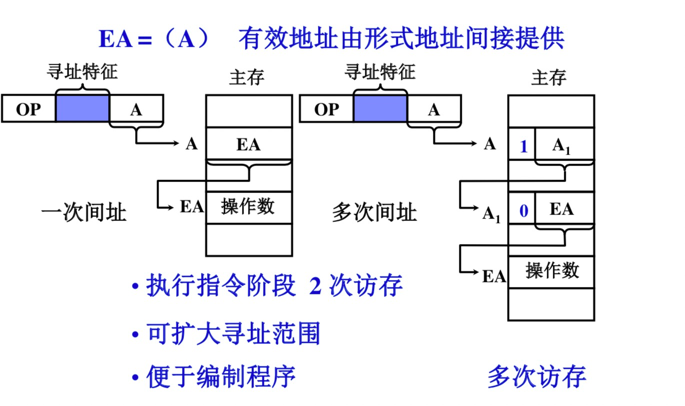 EA =（A） 有效地址由形式地址间接提供
寻址特征
主存
寻址特征
主存
OP
A
OP
A
A
EA
A
1
A1
EA
操作数
A1
0
EA
一次间址
多次间址
EA
操作数
• 执行指令阶段 2 次访存
• 可扩大寻址范围
• 便于编制程序
多次访存